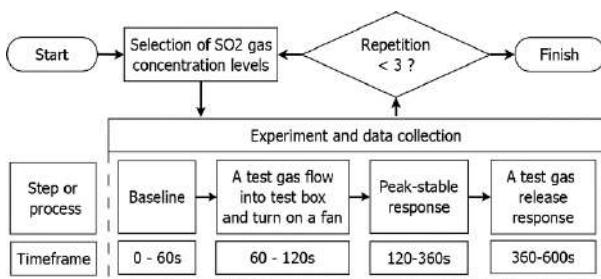 Start
Selection of SO2 gas
concentration levels
Repetition
< 3 ?
Finish
Experiment and data collection
Step or
process
Baseline
A test gas flow
into test box
and turn on a fan
Peak-stable
response
A test gas
release
response
Timeframe
0 - 60s
60 - 120s
120-360s
360-600s